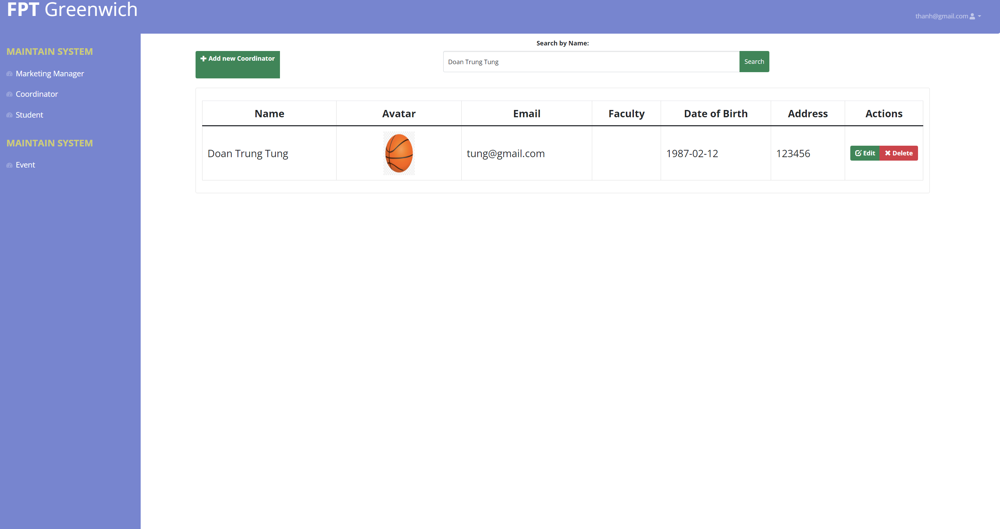 FPT Greenwich
thanh@gmail.com
MAINTAIN SYSTEM
Marketing Manager
Coordinator
Student
MAINTAIN SYSTEM
Event
Search by Name:
Add new Coordinator
Doan Trung Tung
Search
Name Avatar Email Faculty Date of Birth Address Actions
Doan Trung Tung tung@gmail.com 1987-02-12 123456 Edit Delete